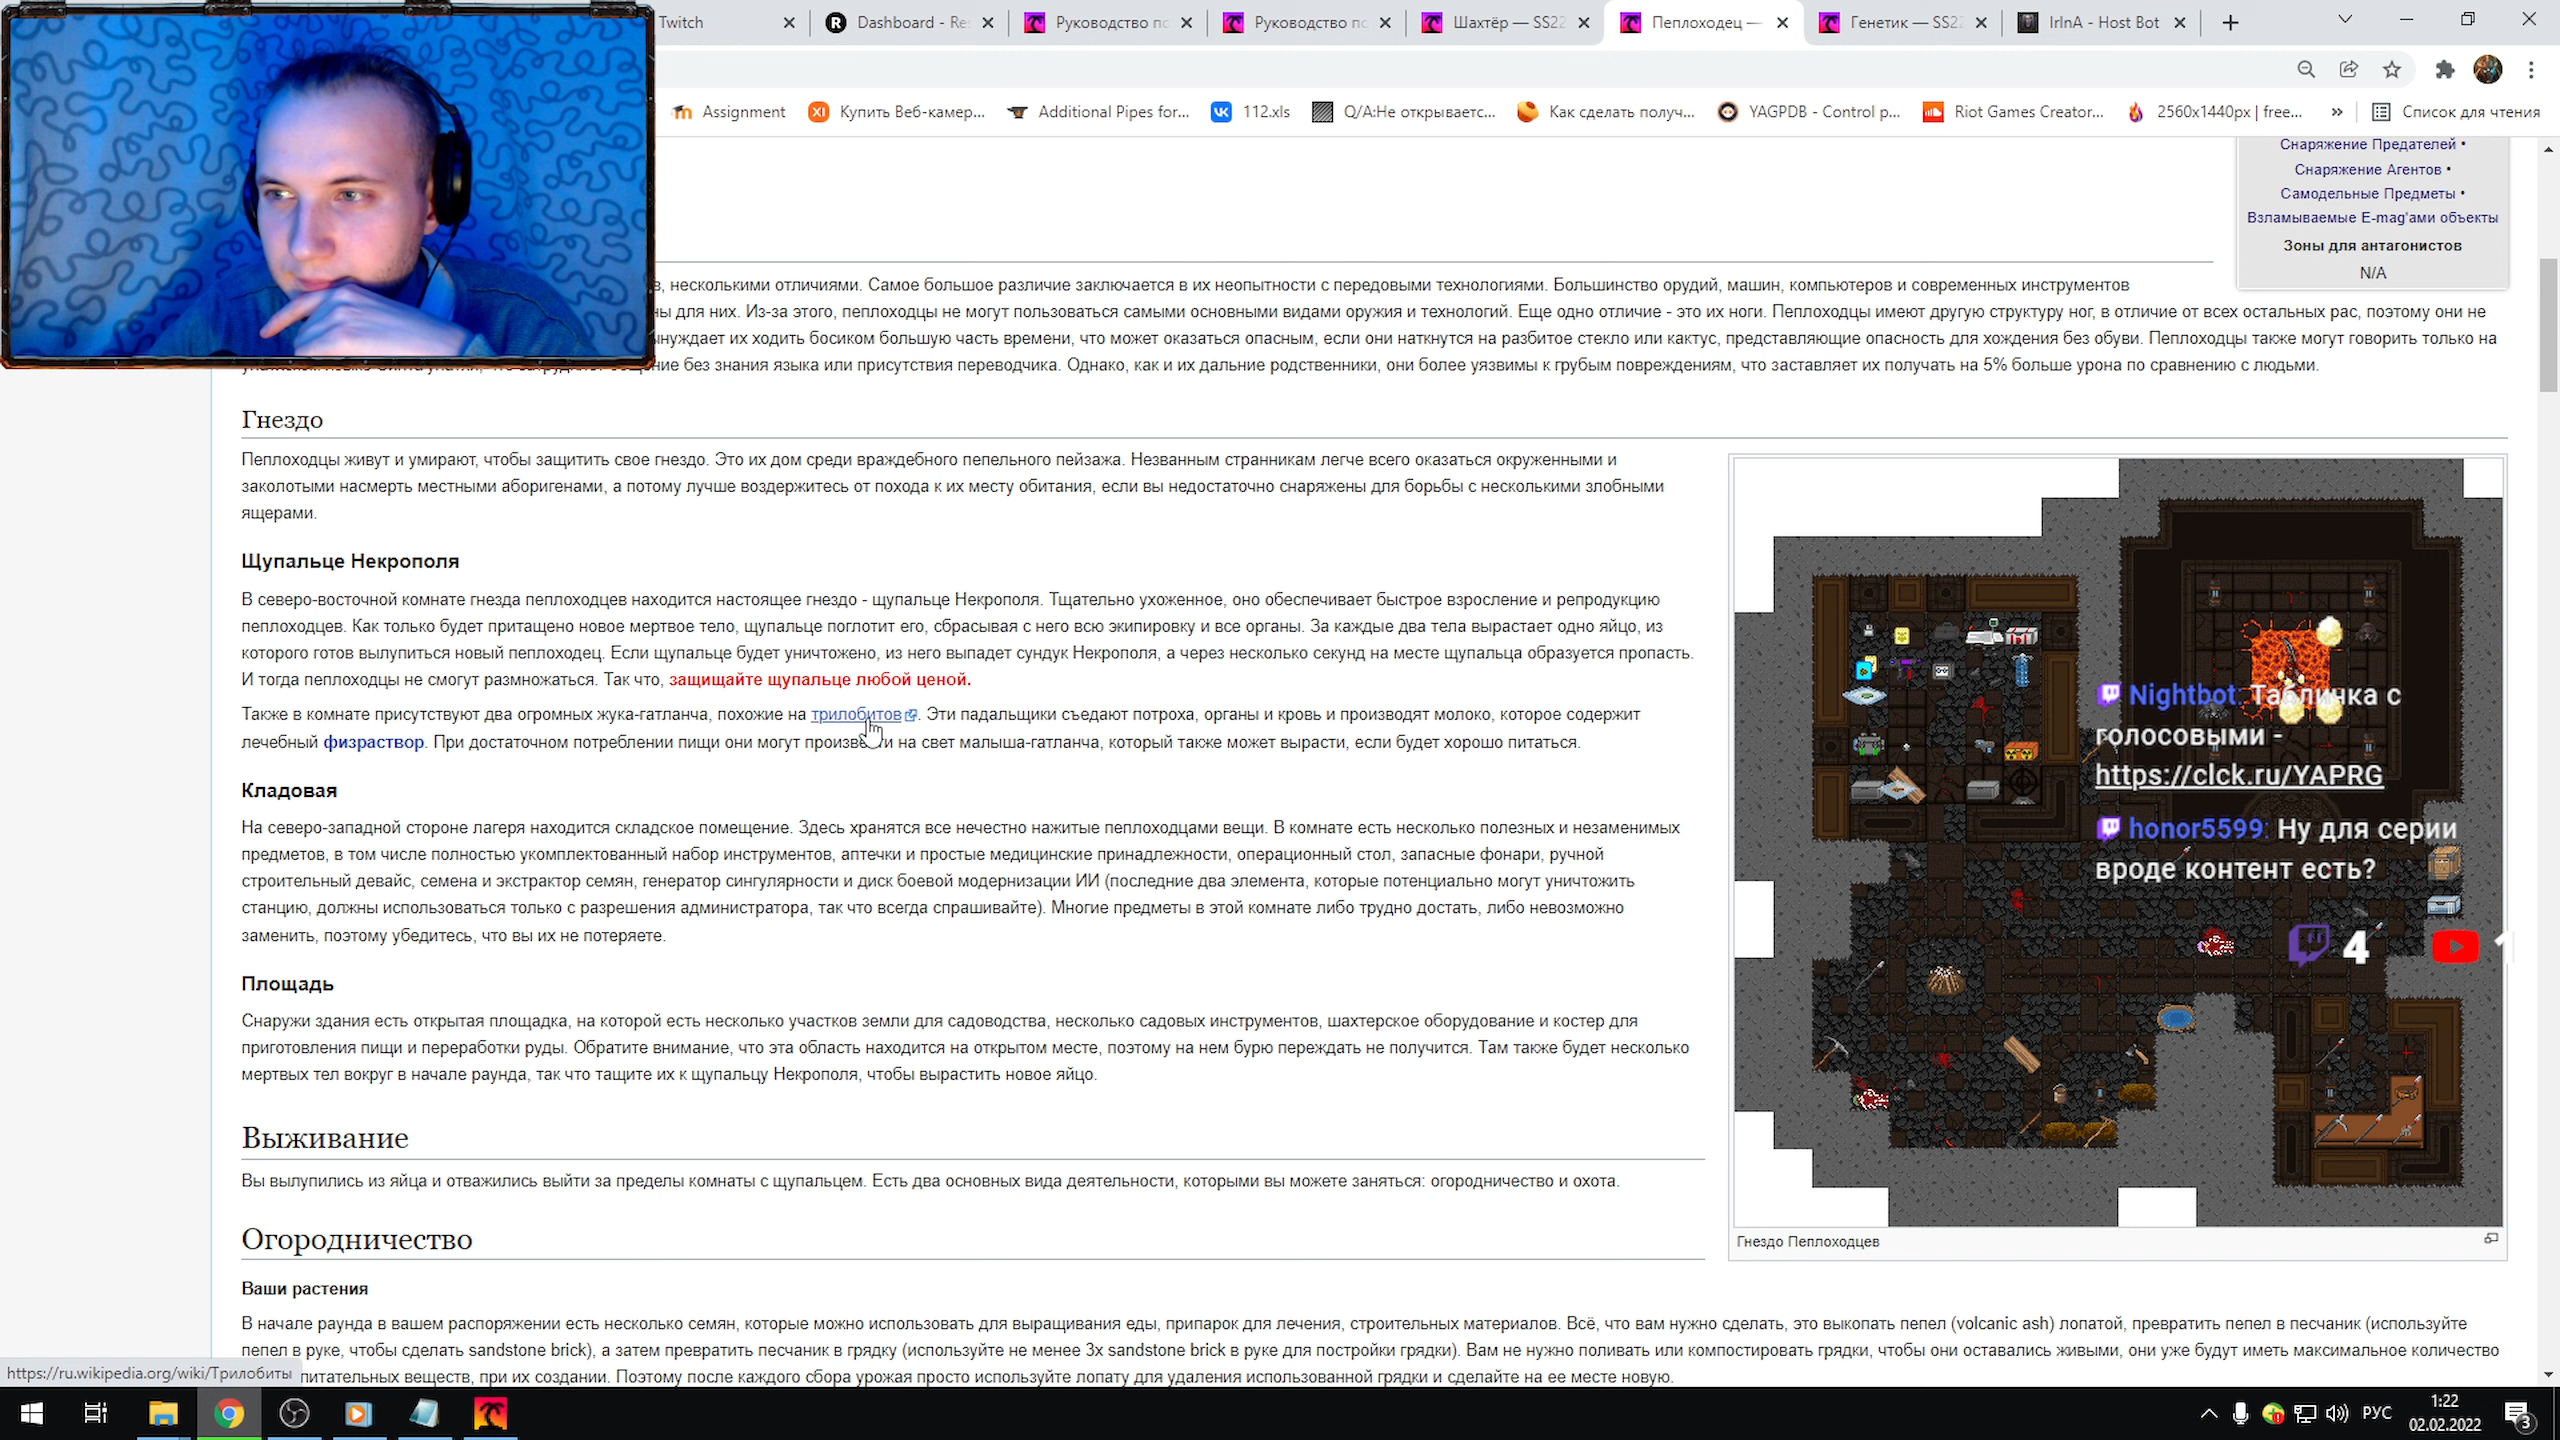 Twitch
Dashboard - Re
Руководство по
Руководство по
Шахтёр — SS22
Пеплоходец —
Генетик — SS22
IrInA - Host Bot
Assignment
Купить Веб-камер...
Additional Pipes for...
112.xls
Q/A:Не открывается...
Как сделать получ...
YAGPDB - Control p...
Riot Games Creator...
2560x1440px | free...
»
Список для чтения
Снаряжение Предателей •
Снаряжение Агентов •
Самодельные Предметы •
Взламываемые E-mag'ами объекты
Зоны для антагонистов
N/A
в, несколькими отличиями. Самое большое различие заключается в их неопытности с передовыми технологиями. Большинство орудий, машин, компьютеров и современных инструментов
ны для них. Из-за этого, пеплоходцы не могут пользоваться самыми основными видами оружия и технологий. Еще одно отличие - это их ноги. Пеплоходцы имеют другую структуру ног, в отличие от всех остальных рас, поэтому они не
ынуждает их ходить босиком большую часть времени, что может оказаться опасным, если они наткнутся на разбитое стекло или кактус, представляющие опасность для хождения без обуви. Пеплоходцы также могут говорить только на
ние без знания языка или присутствия переводчика. Однако, как и их дальние родственники, они более уязвимы к грубым повреждениям, что заставляет их получать на 5% больше урона по сравнению с людьми.
Гнездо
Пеплоходцы живут и умирают, чтобы защитить свое гнездо. Это их дом среди враждебного пепельного пейзажа. Незванным странникам легче всего оказаться окруженными и
заколотыми насмерть местными аборигенами, а потому лучше воздержитесь от похода к их месту обитания, если вы недостаточно снаряжены для борьбы с несколькими злобными
ящерами.
Щупальце Некрополя
В северо-восточной комнате гнезда пеплоходцев находится настоящее гнездо - щупальце Некрополя. Тщательно ухоженное, оно обеспечивает быстрое взросление и репродукцию
пеплоходцев. Как только будет притащено новое мертвое тело, щупальце поглотит его, сбрасывая с него всю экипировку и все органы. За каждые два тела вырастает одно яйцо, из
которого готов вылупиться новый пеплоходец. Если щупальце будет уничтожено, из него выпадет сундук Некрополя, а через несколько секунд на месте щупальца образуется пропасть.
И тогда пеплоходцы не смогут размножаться. Так что, защищайте щупальце любой ценой.
Также в комнате присутствуют два огромных жука-гатланча, похожие на трилобитов. Эти падальщики съедают потроха, органы и кровь и производят молоко, которое содержит
лечебный физраствор. При достаточном потреблении пищи они могут произвести на свет малыша-гатланча, который также может вырасти, если будет хорошо питаться.
Кладовая
На северо-западной стороне лагеря находится складское помещение. Здесь хранятся все нечестно нажитые пеплоходцами вещи. В комнате есть несколько полезных и незаменимых
предметов, в том числе полностью укомплектованный набор инструментов, аптечки и простые медицинские принадлежности, операционный стол, запасные фонари, ручной
строительный девайс, семена и экстрактор семян, генератор сингулярности и диск боевой модернизации ИИ (последние два элемента, которые потенциально могут уничтожить
станцию, должны использоваться только с разрешения администратора, так что всегда спрашивайте). Многие предметы в этой комнате либо трудно достать, либо невозможно
заменить, поэтому убедитесь, что вы их не потеряете.
Площадь
Снаружи здания есть открытая площадка, на которой есть несколько участков земли для садоводства, несколько садовых инструментов, шахтерское оборудование и костер для
приготовления пищи и переработки руды. Обратите внимание, что эта область находится на открытом месте, поэтому на нем бурю переждать не получится. Там также будет несколько
мертвых тел вокруг в начале раунда, так что тащите их к щупальцу Некрополя, чтобы вырастить новое яйцо.
Выживание
Вы вылупились из яйца и отважились выйти за пределы комнаты с щупальцем. Есть два основных вида деятельности, которыми вы можете заняться: огородничество и охота.
Огородничество
Ваши растения
В начале раунда в вашем распоряжении есть несколько семян, которые можно использовать для выращивания еды, припарок для лечения, строительных материалов. Всё, что вам нужно сделать, это выкопать пепел (volcanic ash) лопатой, превратить пепел в песчаник (используйте
пепел в руке, чтобы сделать sandstone brick), а затем превратить песчаник в грядку (используйте не менее 3x sandstone brick в руке для постройки грядки). Вам не нужно поливать или компостировать грядки, чтобы они оставались живыми, они уже будут иметь максимальное количество
питательных веществ, при их создании. Поэтому после каждого сбора урожая просто используйте лопату для удаления использованной грядки и сделайте на ее месте новую.
Nightbot: Табличка с
голосовыми -
https://clck.ru/YAPRG
honor5599: Ну для серии
вроде контент есть?
4
1
Гнездо Пеплоходцев
https://ru.wikipedia.org/wiki/Трилобиты
РУС
1:22
02.02.2022
3